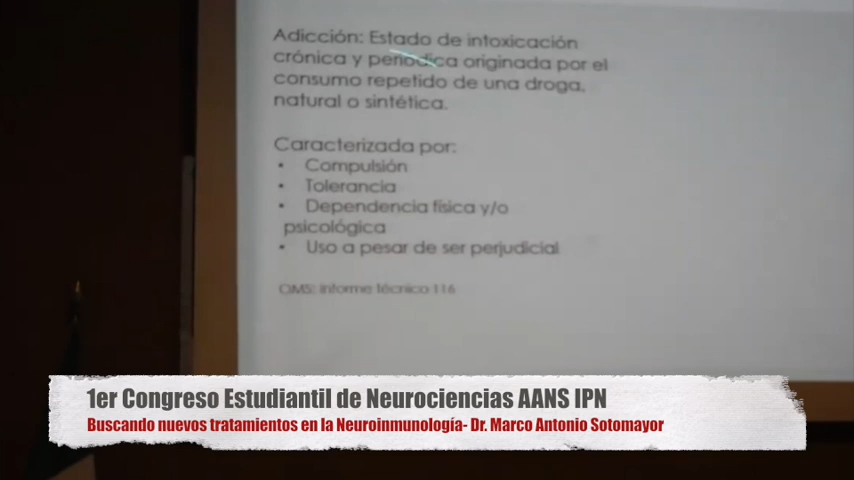 Adicción: Estado de intoxicación
crónica y periódica originada por el
consumo repetido de una droga,
natural o sintética.
Caracterizada por:
• Compulsión
• Tolerancia
• Dependencia física y/o
psicológica
• Uso a pesar de ser perjudicial
OMS: Informe técnico 116
1er Congreso Estudiantil de Neurociencias AANS IPN
Buscando nuevos tratamientos en la Neuroinmunología- Dr. Marco Antonio Sotomayor